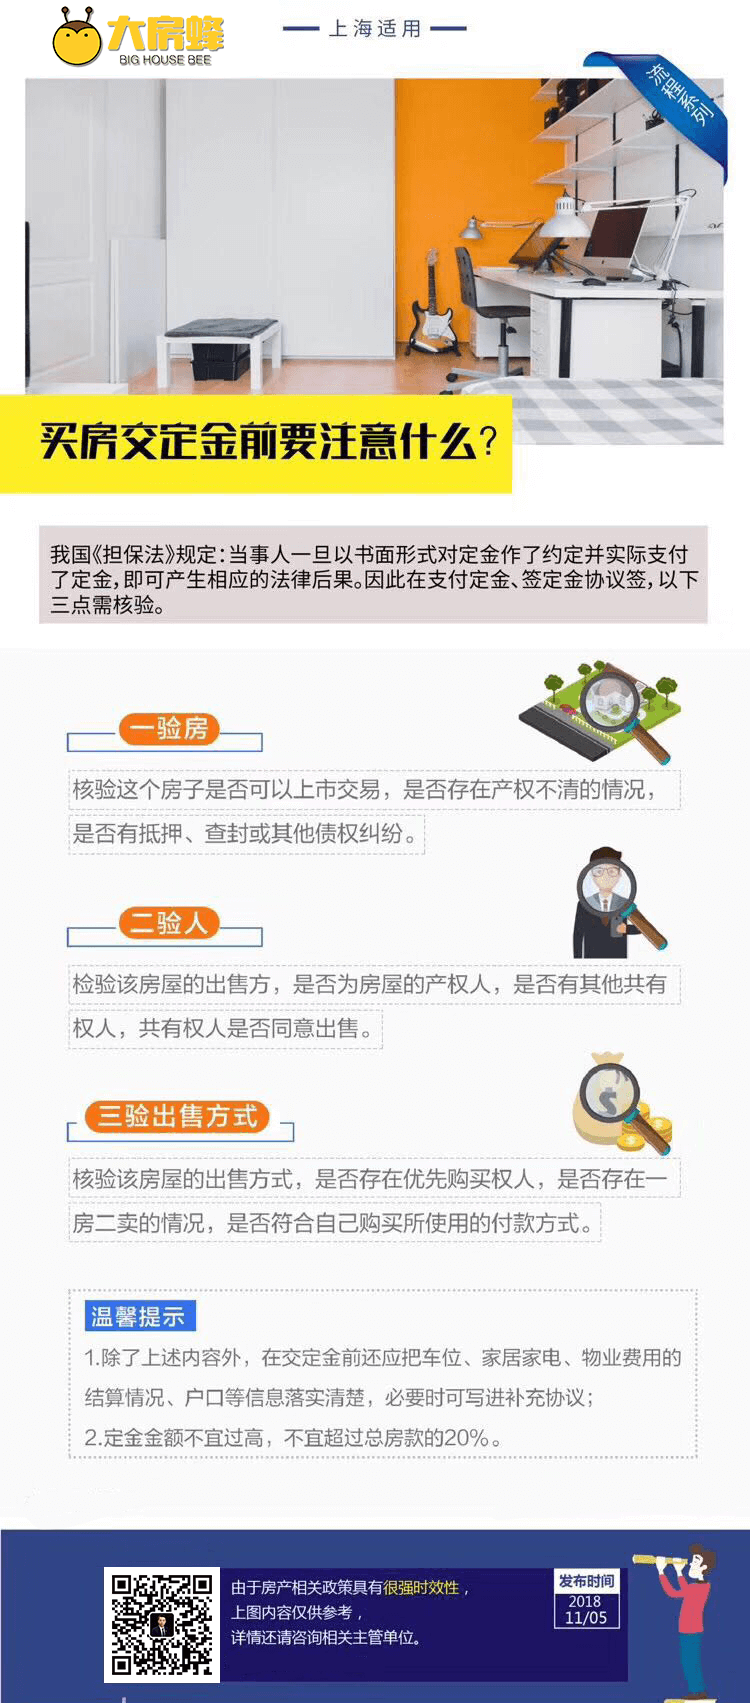 大房蜂
BIG HOUSE BEE
上海适用
流程系列
买房交定金前要注意什么?
我国《担保法》规定:当事人一旦以书面形式对定金作了约定并实际支付
了定金,即可产生相应的法律后果。因此在支付定金、签定金协议签,以下
三点需核验。
一验房
核验这个房子是否可以上市交易，是否存在产权不清的情况，
是否有抵押、查封或其他债权纠纷。
二验人
检验该房屋的出售方，是否为房屋的产权人，是否有其他共有
权人，共有权人是否同意出售。
三验出售方式
核验该房屋的出售方式，是否存在优先购买权人，是否存在一
房二卖的情况，是否符合自己购买所使用的付款方式。
温馨提示
1.除了上述内容外，在交定金前还应把车位、家居家电、物业费用的
结算情况、户口等信息落实清楚，必要时可写进补充协议；
2.定金金额不宜过高，不宜超过总房款的20%。
由于房产相关政策具有很强时效性，
上图内容仅供参考，
详情还请咨询相关主管单位。
发布时间
2018
11/05